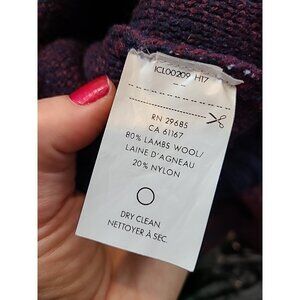 ICL00209 H17
RN 29685
CA 61167
80% LAMBS WOOL/
LAINE D'AGNEAU
20% NYLON
DRY CLEAN
NETTOYER À SEC